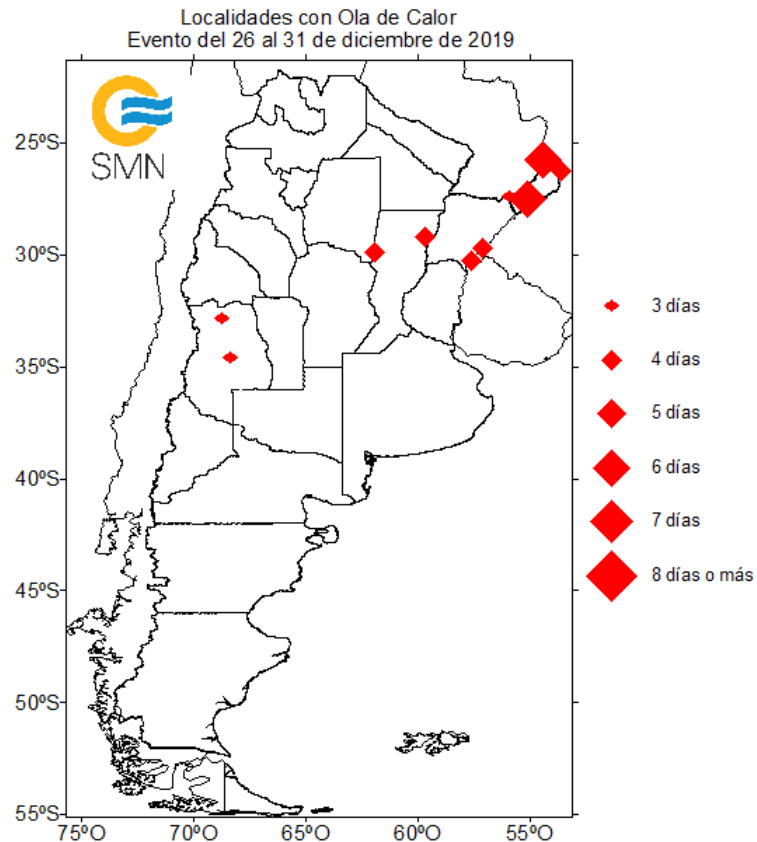 Localidades con Ola de Calor
Evento del 26 al 31 de diciembre de 2019
SMN
25ºS
30ºS
35ºS
40ºS
45ºS
50ºS
55ºS
75ºO
70ºO
65ºO
60ºO
55ºO
3 días
4 días
5 días
6 días
7 días
8 días o más